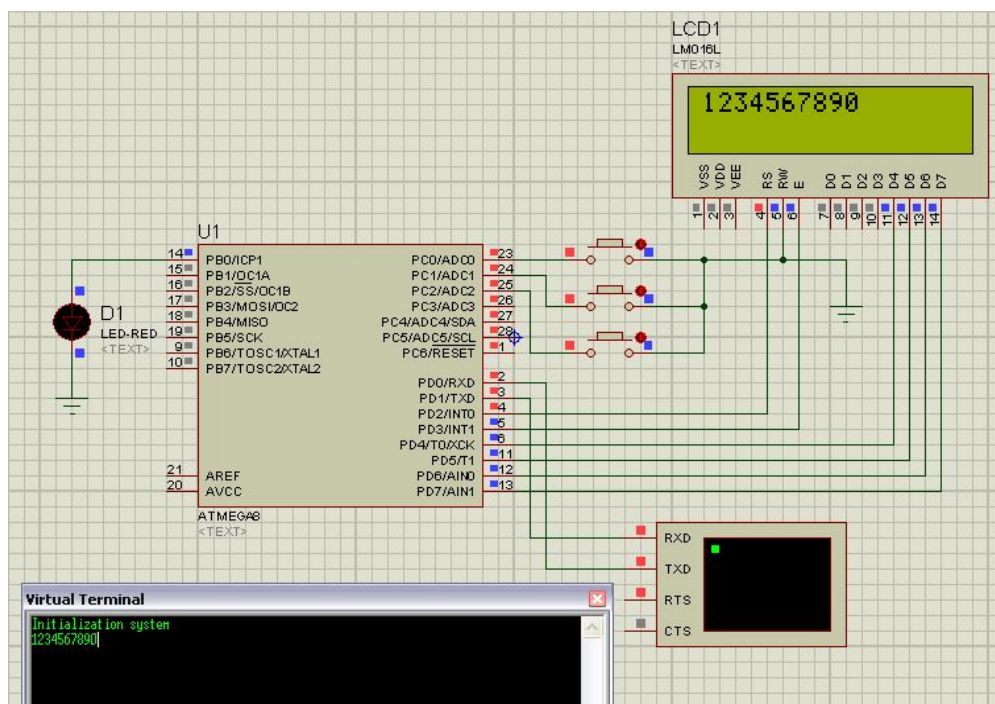 LCD1
LM016L
<TEXT>
1234567890
VSS VDD VEE RS RW E D0 D1 D2 D3 D4 D5 D6 D7
1 2 3 4 5 6 7 8 9 10 11 12 13 14
U1
14 PB0/ICP1 PC0/ADC0 23
15 PB1/OC1A PC1/ADC1 24
16 PB2/SS/OC1B PC2/ADC2 25
17 PB3/MOSI/OC2 PC3/ADC3 26
18 PB4/MISO PC4/ADC4/SDA 27
19 PB5/SCK PC5/ADC5/SCL 28
9 PB6/TOSC1/XTAL1 PC6/RESET 1
10 PB7/TOSC2/XTAL2
PD0/RXD 2
PD1/TXD 3
PD2/INT0 4
PD3/INT1 5
PD4/T0/XCK 6
PD5/T1 11
21 AREF PD6/AIN0 12
20 AVCC PD7/AIN1 13
ATMEGA8
<TEXT>
D1
LED-RED
<TEXT>
RXD
TXD
RTS
CTS
Virtual Terminal
Initialization system
1234567890